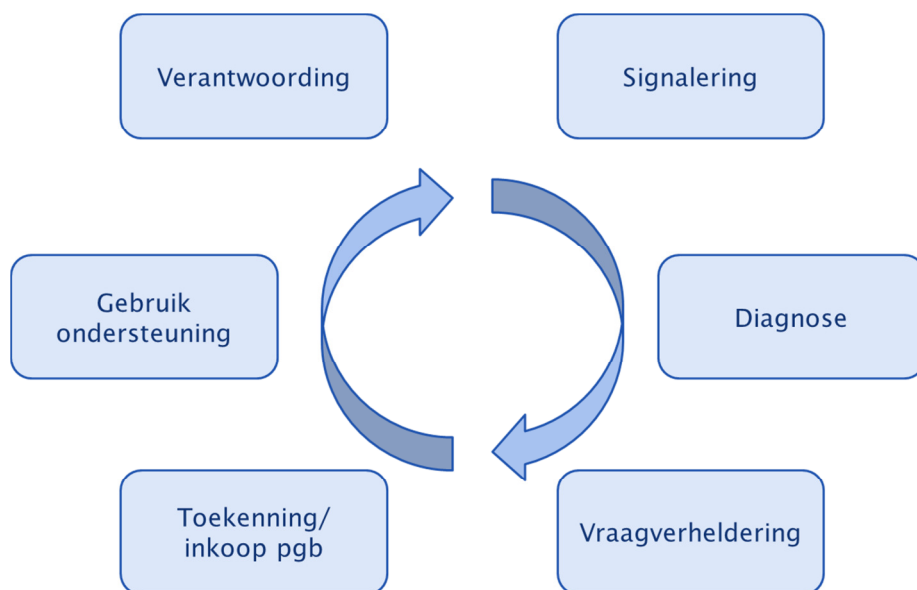 Verantwoording
Signalering
Gebruik
ondersteuning
Diagnose
Toekenning/
inkoop pgb
Vraagverheldering